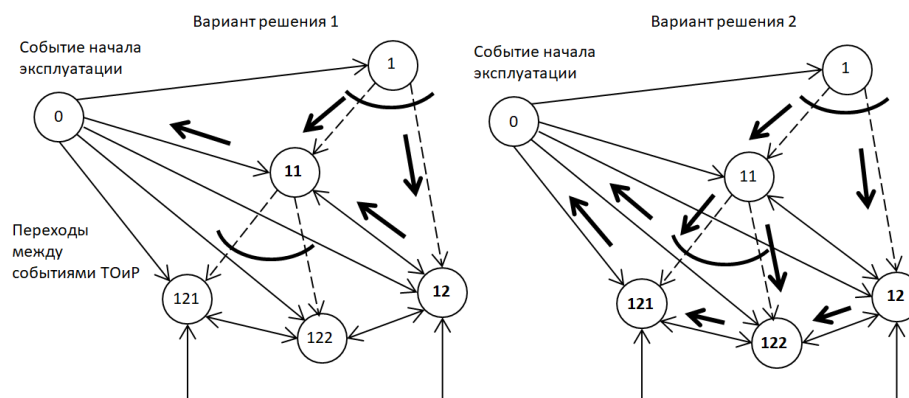 Вариант решения 1
Событие начала
эксплуатации
1
0
11
Переходы
между
событиями ТОиР
121
122
12
Вариант решения 2
Событие начала
эксплуатации
1
0
11
121
122
12